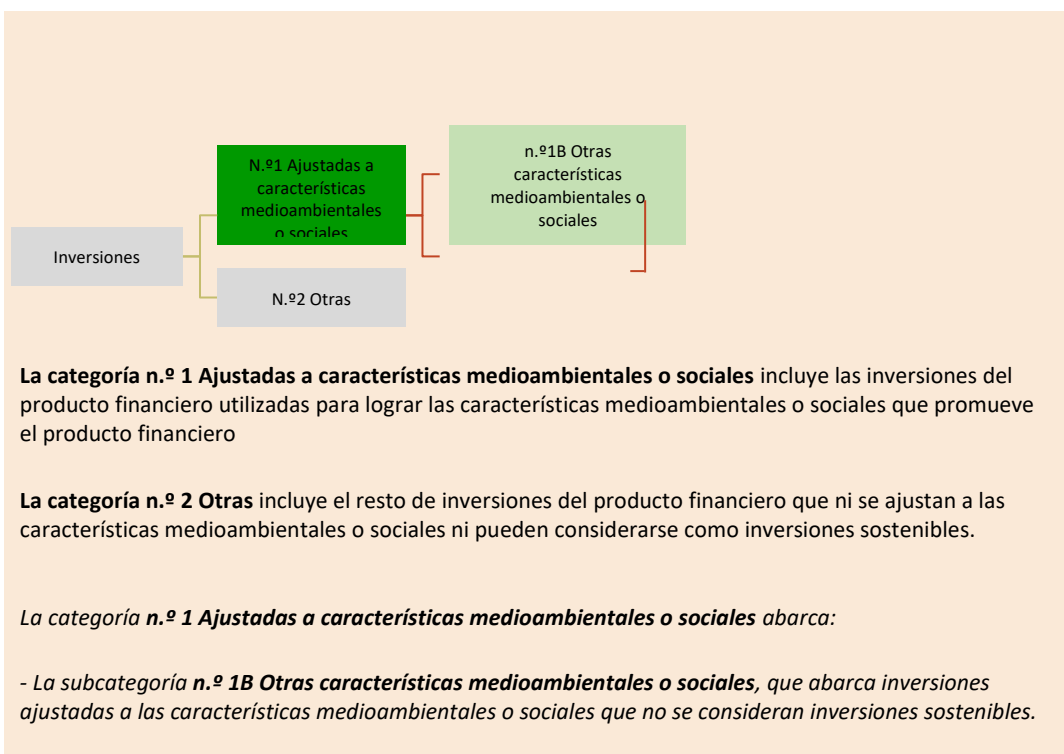 N.º1 Ajustadas a
características
medioambientales
o sociales
n.º1B Otras
características
medioambientales o
sociales
Inversiones
N.º2 Otras
La categoría n.º 1 Ajustadas a características medioambientales o sociales incluye las inversiones del
producto financiero utilizadas para lograr las características medioambientales o sociales que promueve
el producto financiero
La categoría n.º 2 Otras incluye el resto de inversiones del producto financiero que ni se ajustan a las
características medioambientales o sociales ni pueden considerarse como inversiones sostenibles.
La categoría n.º 1 Ajustadas a características medioambientales o sociales abarca:
- La subcategoría n.º 1B Otras características medioambientales o sociales, que abarca inversiones
ajustadas a las características medioambientales o sociales que no se consideran inversiones sostenibles.